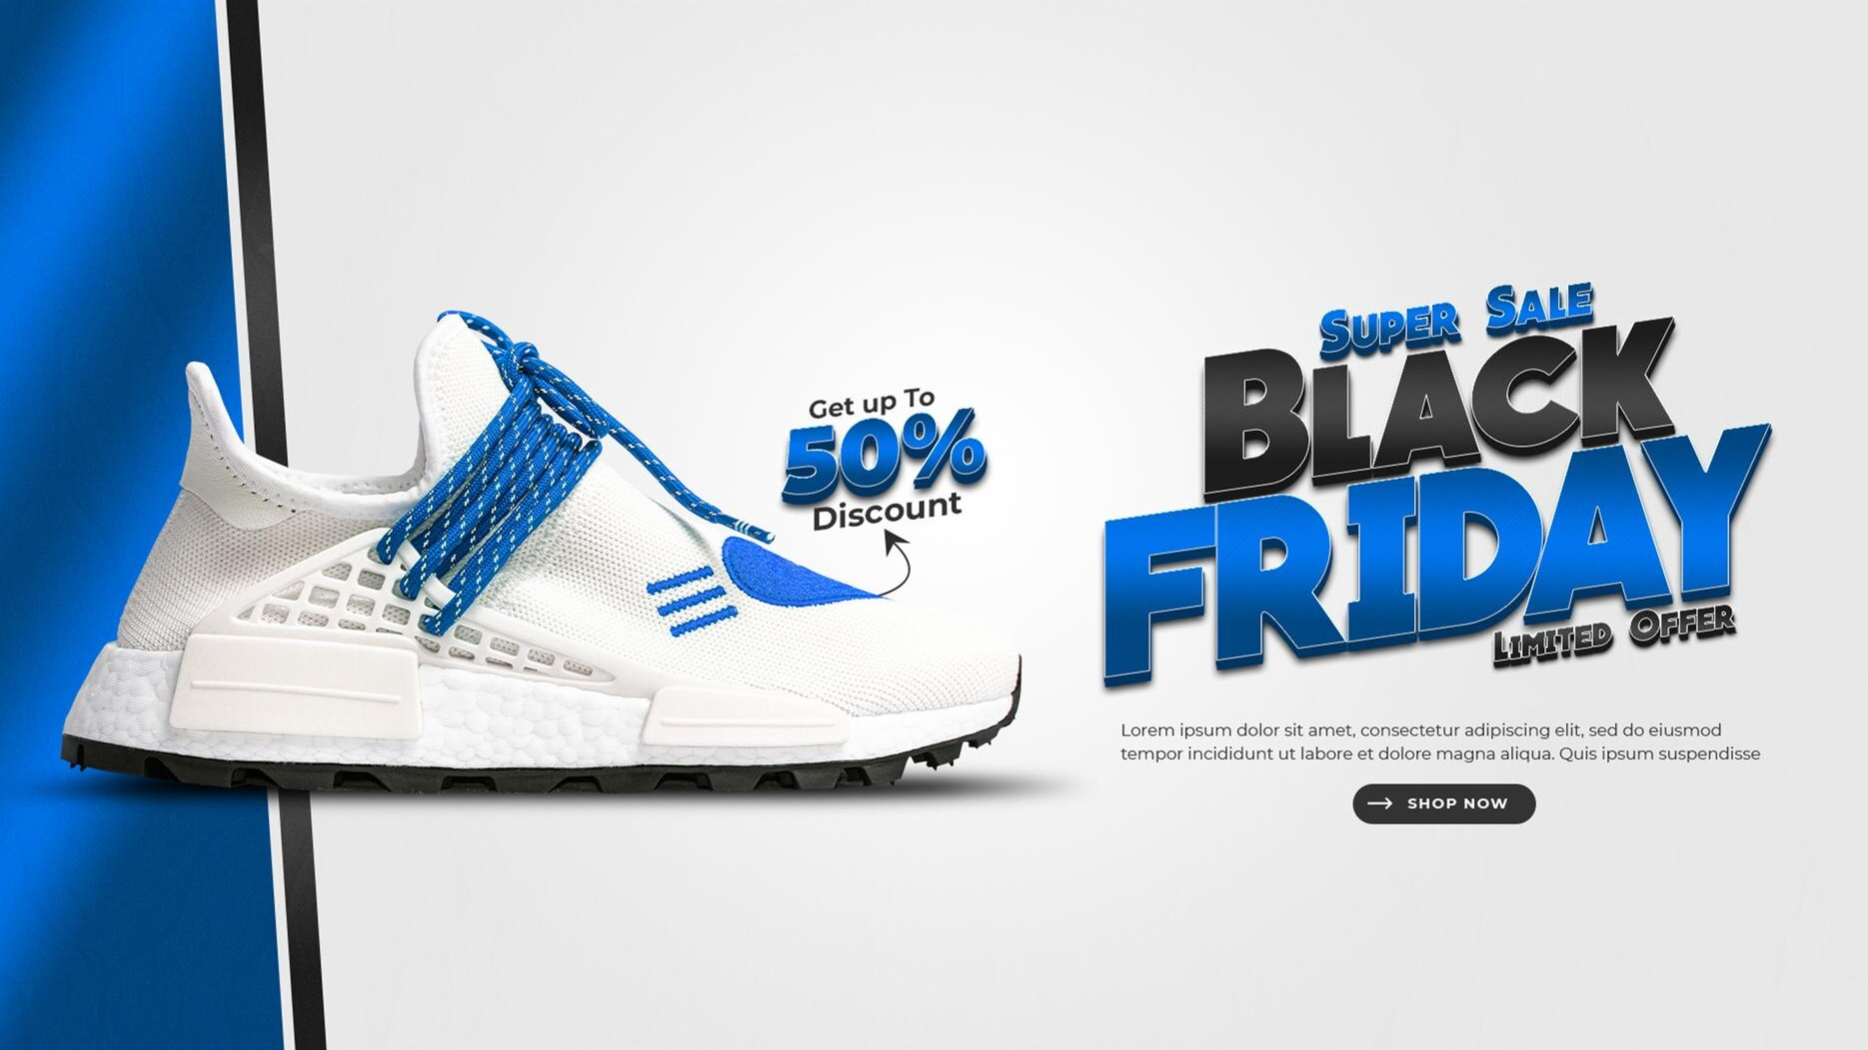 Get up To
50%
Discount
Super Sale
Black
Friday
Limited Offer
Lorem ipsum dolor sit amet, consectetur adipiscing elit, sed do eiusmod
tempor incididunt ut labore et dolore magna aliqua. Quis ipsum suspendisse
SHOP NOW